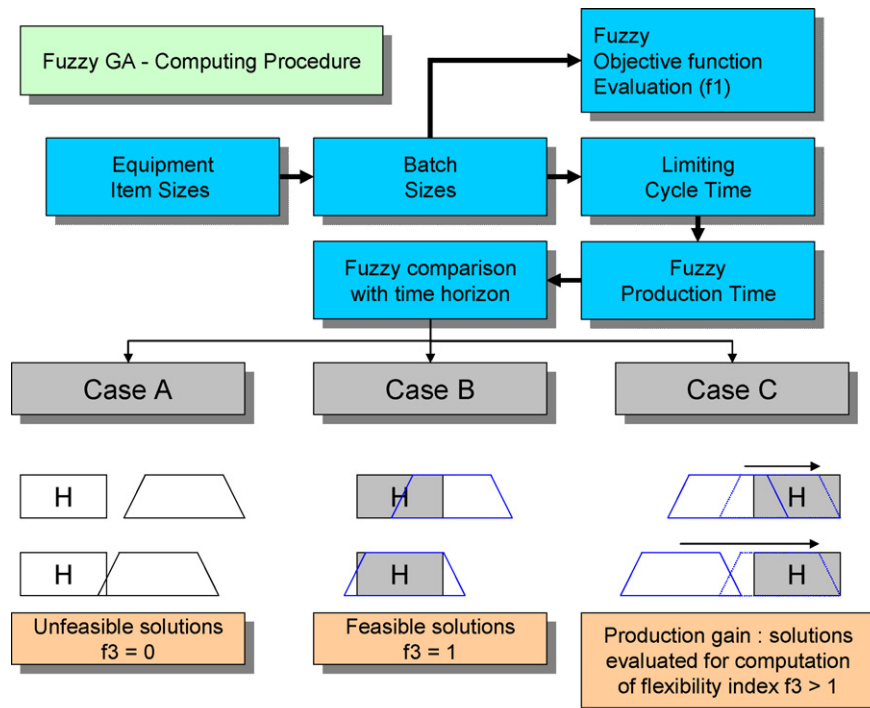 Fuzzy GA - Computing Procedure
Fuzzy
Objective function
Evaluation (f1)
Equipment
Item Sizes
Batch
Sizes
Limiting
Cycle Time
Fuzzy comparison
with time horizon
Fuzzy
Production Time
Case A
Case B
Case C
H
H
H
H
H
H
Unfeasible solutions
f3 = 0
Feasible solutions
f3 = 1
Production gain : solutions
evaluated for computation
of flexibility index f3 > 1